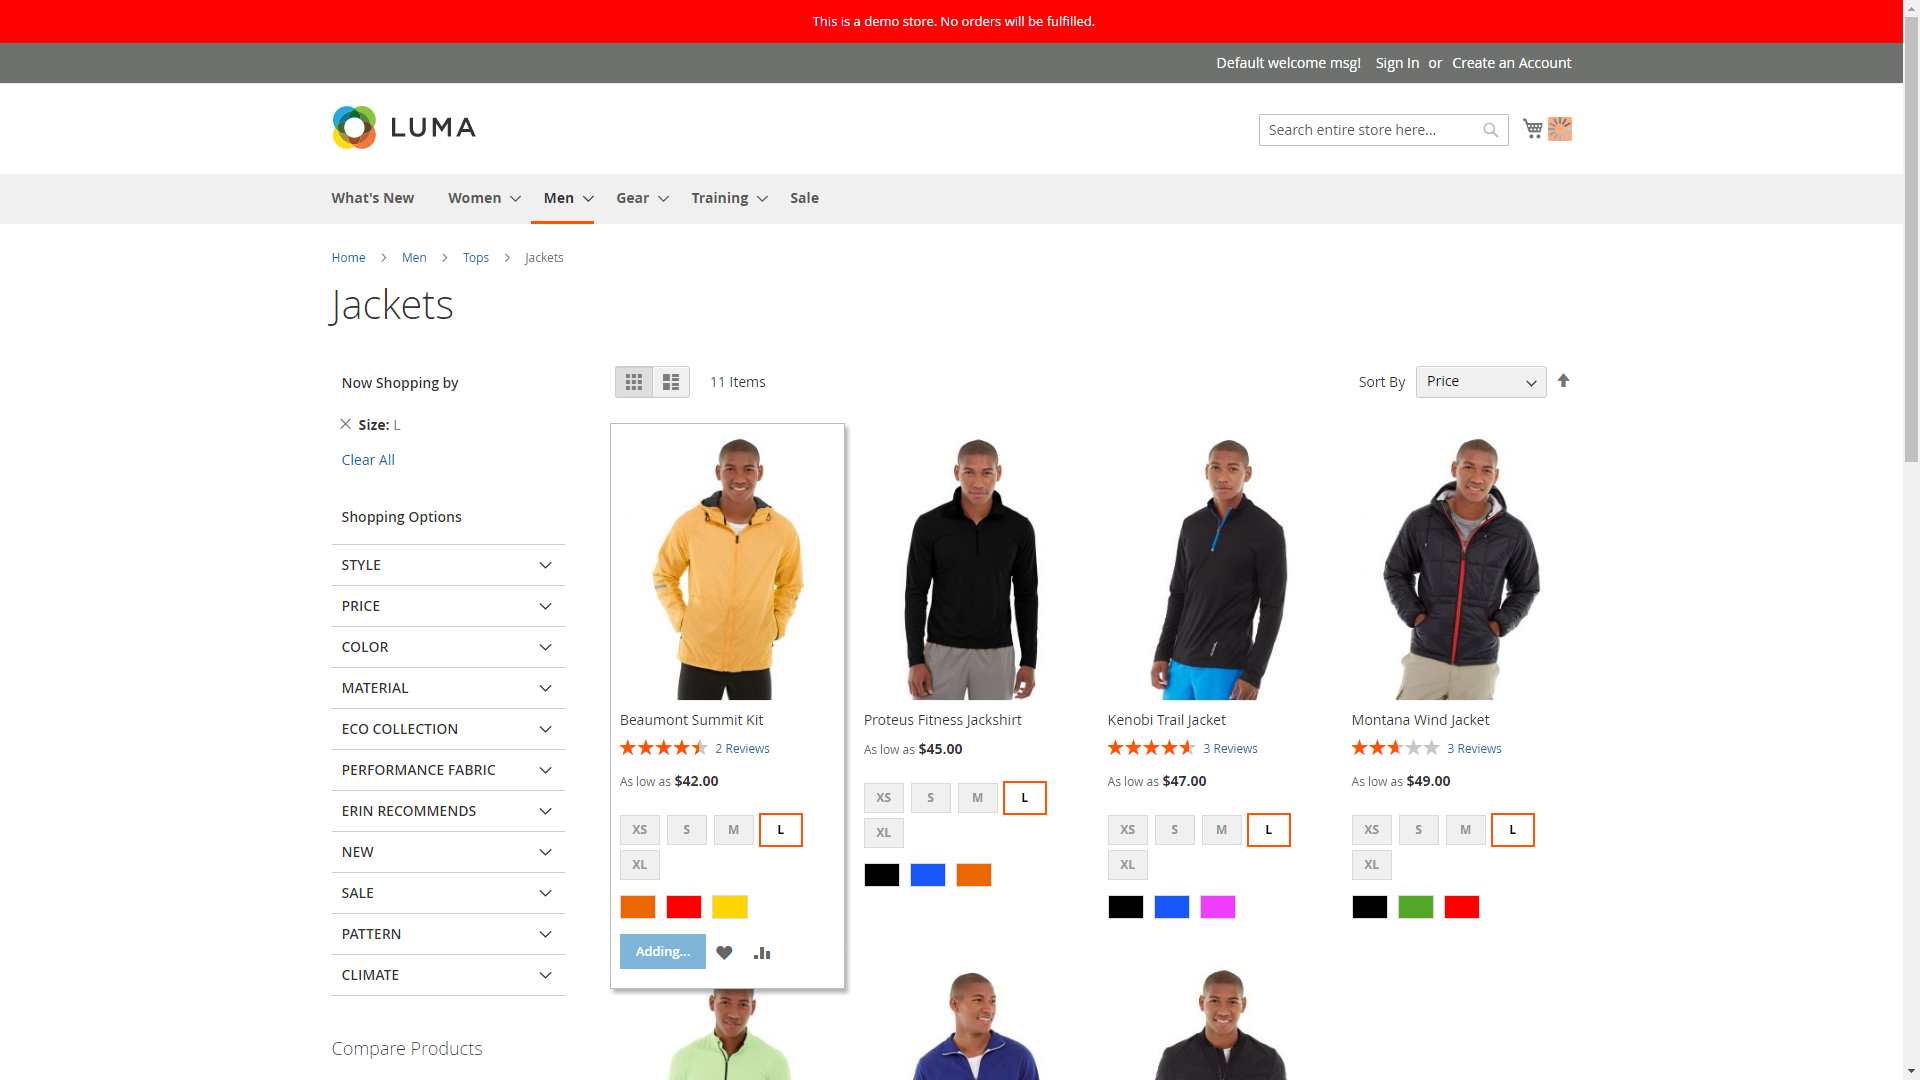 This is a demo store. No orders will be fulfilled.
Default welcome msg! Sign In or Create an Account
LUMA
Search entire store here...
What's New Women Men Gear Training Sale
Home Men Tops Jackets
Jackets
Now Shopping by
Size: L
Clear All
Shopping Options
STYLE
PRICE
COLOR
MATERIAL
ECO COLLECTION
PERFORMANCE FABRIC
ERIN RECOMMENDS
NEW
SALE
PATTERN
CLIMATE
Compare Products
11 Items
Sort By Price
Beaumont Summit Kit
2 Reviews
As low as $42.00
XS S M L
XL
Adding...
Proteus Fitness Jackshirt
As low as $45.00
XS S M L
XL
Kenobi Trail Jacket
3 Reviews
As low as $47.00
XS S M L
XL
Montana Wind Jacket
3 Reviews
As low as $49.00
XS S M L
XL